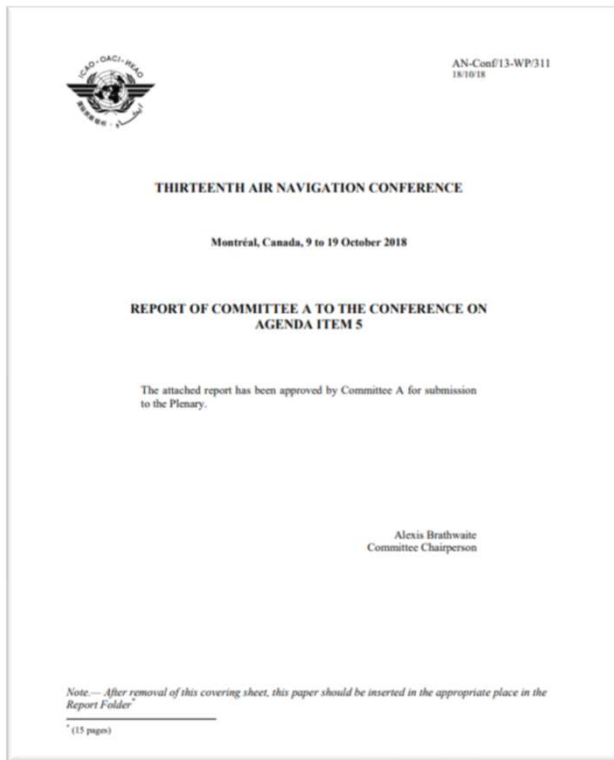 ICAO · OACI · ИКАО
AN-Conf/13-WP/311
18/10/18
THIRTEENTH AIR NAVIGATION CONFERENCE
Montréal, Canada, 9 to 19 October 2018
REPORT OF COMMITTEE A TO THE CONFERENCE ON
AGENDA ITEM 5
The attached report has been approved by Committee A for submission
to the Plenary.
Alexis Brathwaite
Committee Chairperson
Note.— After removal of this covering sheet, this paper should be inserted in the appropriate place in the
Report Folder*
* (15 pages)